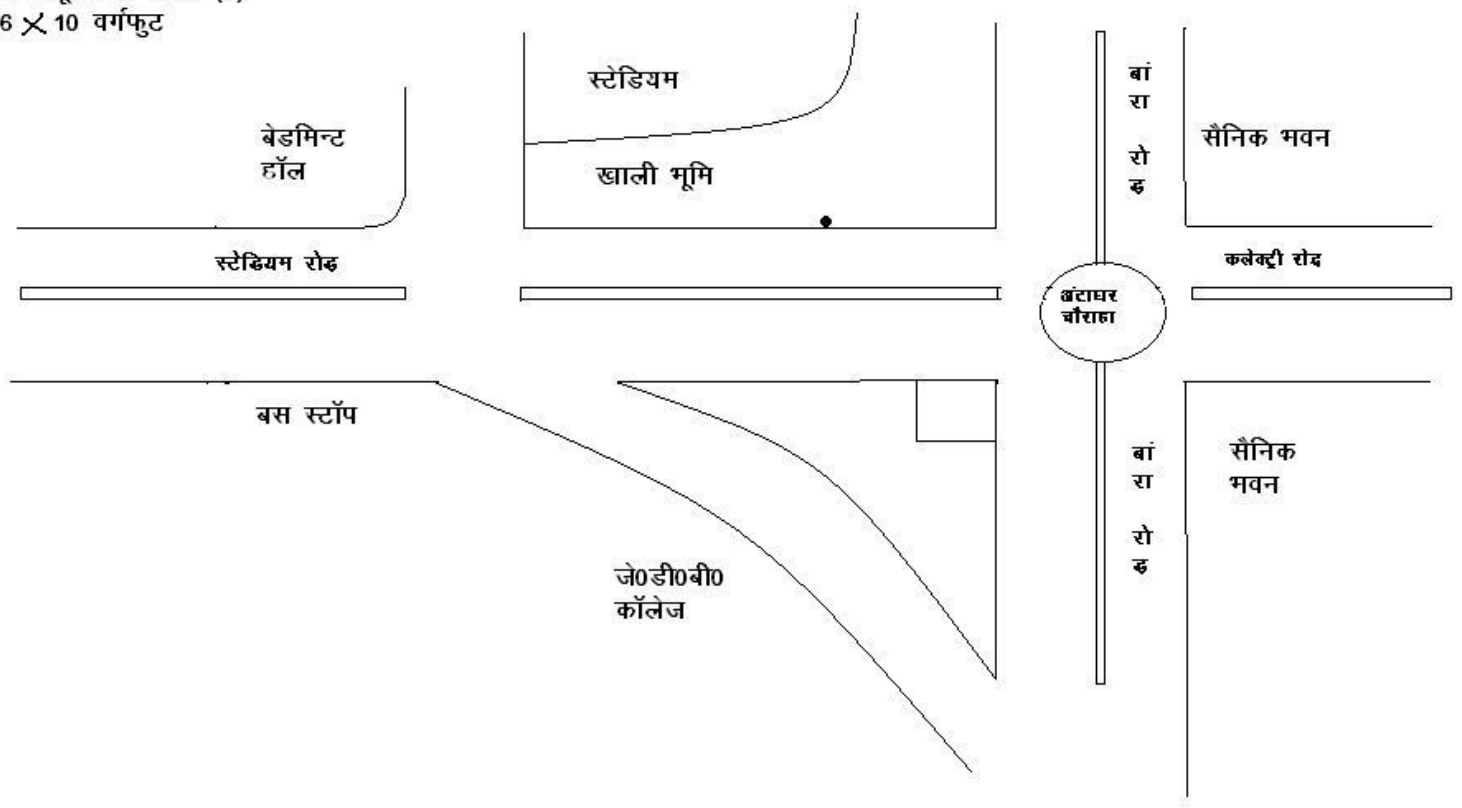 6 X 10 वर्गफुट
स्टेडियम
बेडमिन्ट
हॉल
खाली भूमि
बां
रा
रो
ड़
सैनिक भवन
स्टेडियम रोड़
कलेक्ट्री रोड़
अंटाघर
चौराहा
बस स्टॉप
बां
रा
रो
ड़
सैनिक
भवन
जे0डी0बी0
कॉलेज